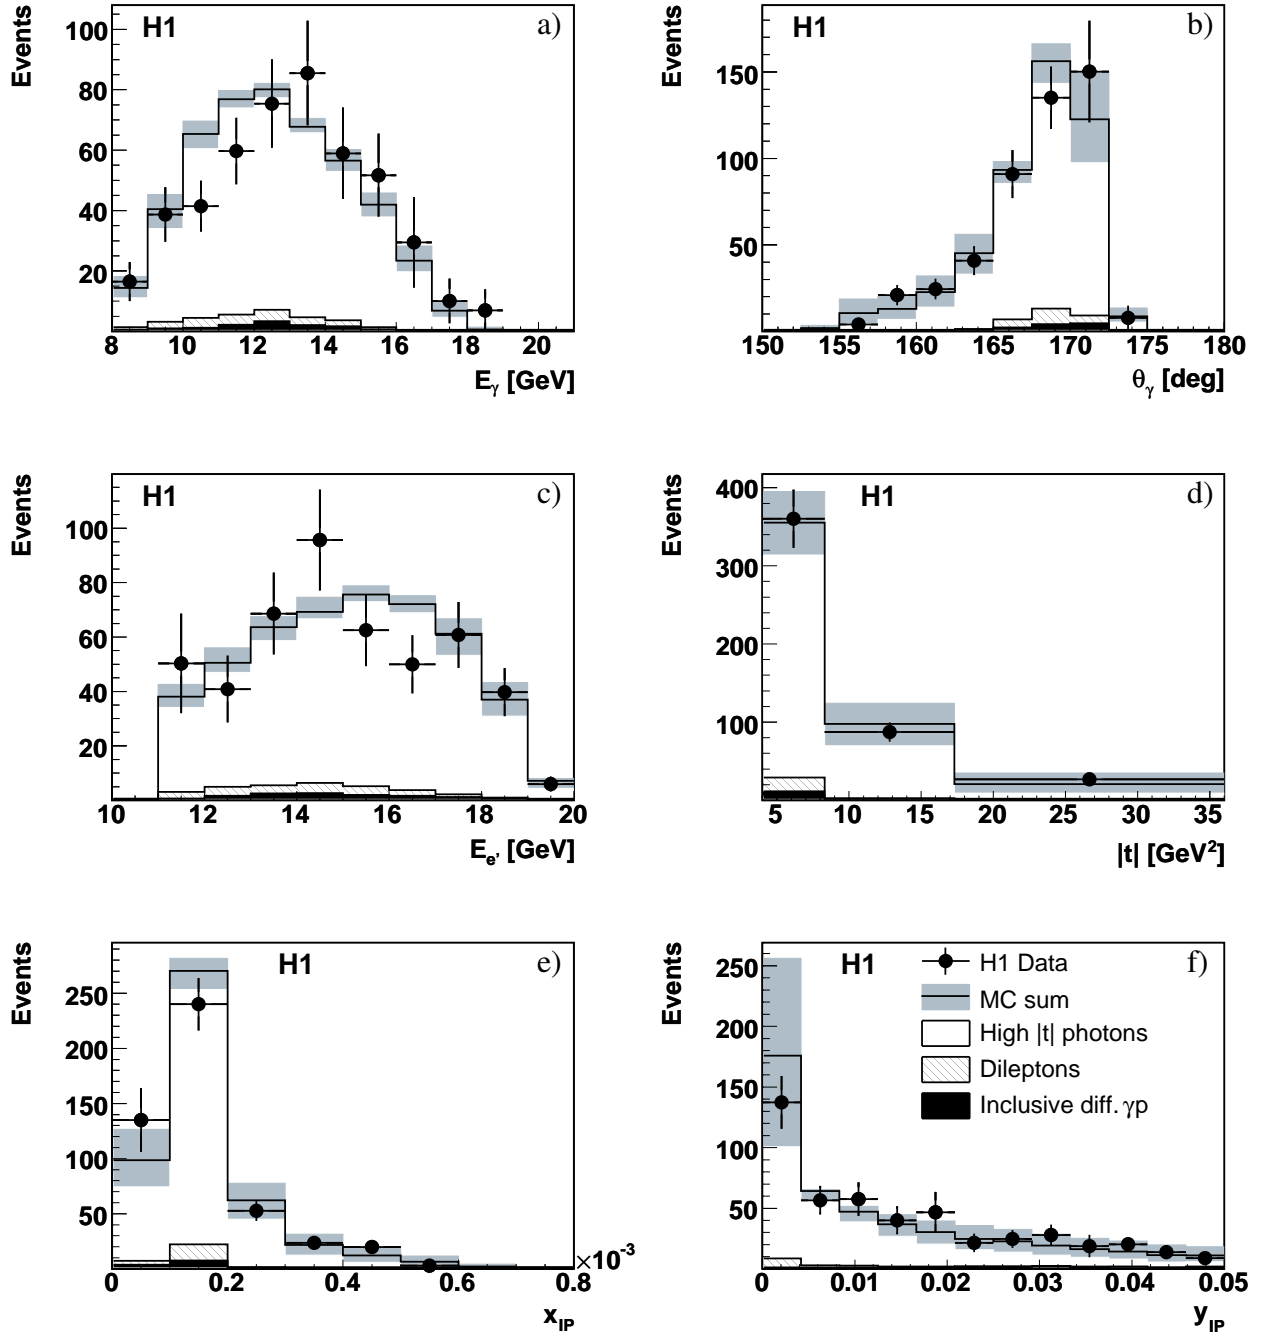 H1
a)
Events
100
80
60
40
20
8 10 12 14 16 18 20
Eγ [GeV]
H1
b)
Events
150
100
50
150 155 160 165 170 175 180
θγ [deg]
H1
c)
Events
100
80
60
40
20
10 12 14 16 18 20
Ee' [GeV]
H1
d)
Events
400
300
200
100
5 10 15 20 25 30 35
|t| [GeV²]
H1
e)
Events
250
200
150
100
50
0 0.2 0.4 0.6 0.8
×10⁻³
xIP
H1
f)
Events
250
200
150
100
50
0 0.01 0.02 0.03 0.04 0.05
yIP
H1 Data
MC sum
High |t| photons
Dileptons
Inclusive diff. γp